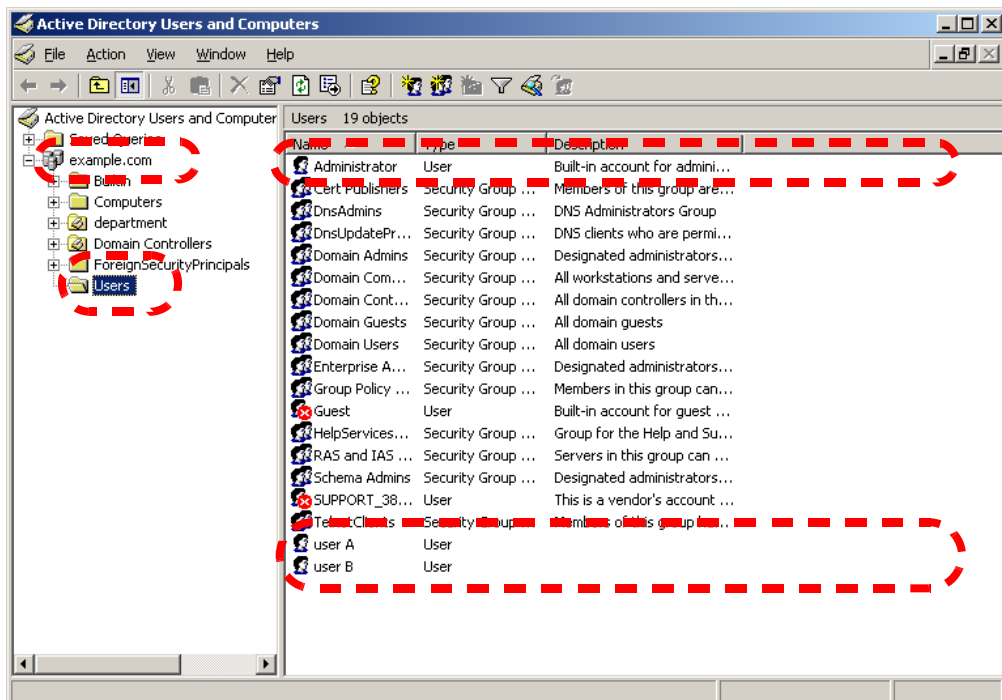 Active Directory Users and Computers
File Action View Window Help
Active Directory Users and Computer
Saved Queries
example.com
Builtin
Computers
department
Domain Controllers
ForeignSecurityPrincipals
Users
Users 19 objects
Name Type Description
Administrator User Built-in account for admini...
Cert Publishers Security Group ... Members of this group are...
DnsAdmins Security Group ... DNS Administrators Group
DnsUpdatePr... Security Group ... DNS clients who are permi...
Domain Admins Security Group ... Designated administrators...
Domain Com... Security Group ... All workstations and serve...
Domain Cont... Security Group ... All domain controllers in th...
Domain Guests Security Group ... All domain guests
Domain Users Security Group ... All domain users
Enterprise A... Security Group ... Designated administrators...
Group Policy ... Security Group ... Members in this group can...
Guest User Built-in account for guest ...
HelpServices... Security Group ... Group for the Help and Su...
RAS and IAS ... Security Group ... Servers in this group can ...
Schema Admins Security Group ... Designated administrators...
SUPPORT_38... User This is a vendor's account ...
TelnetClients Security Group ... Members of this group ha...
user A User
user B User